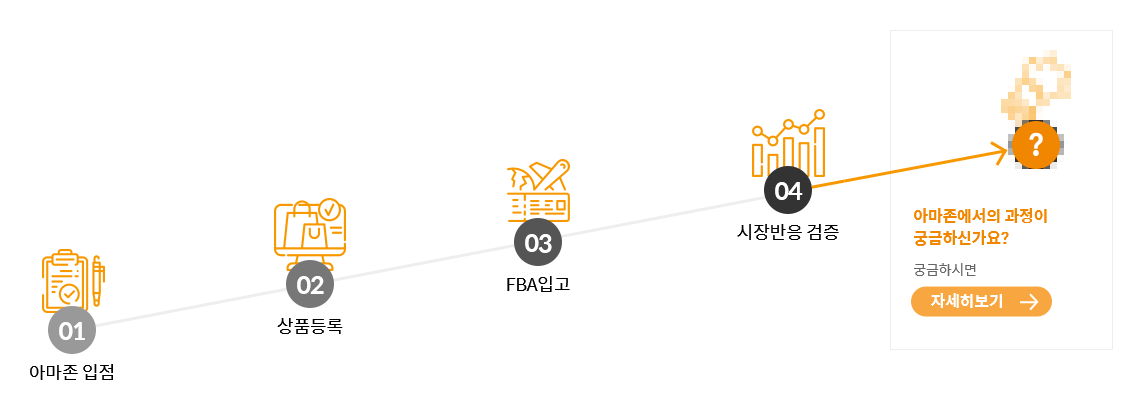 01
아마존 입점
02
상품등록
03
FBA입고
04
시장반응 검증
?
아마존에서의 과정이
궁금하신가요?
궁금하시면
자세히보기